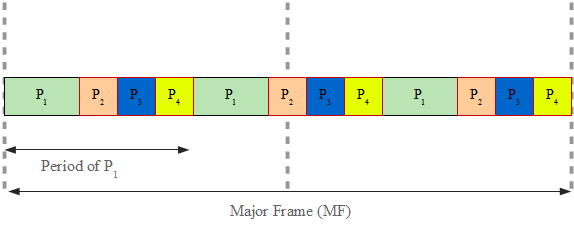 P1 P2 P3 P4 P1 P2 P3 P4 P1 P2 P3 P4
Period of P1
Major Frame (MF)